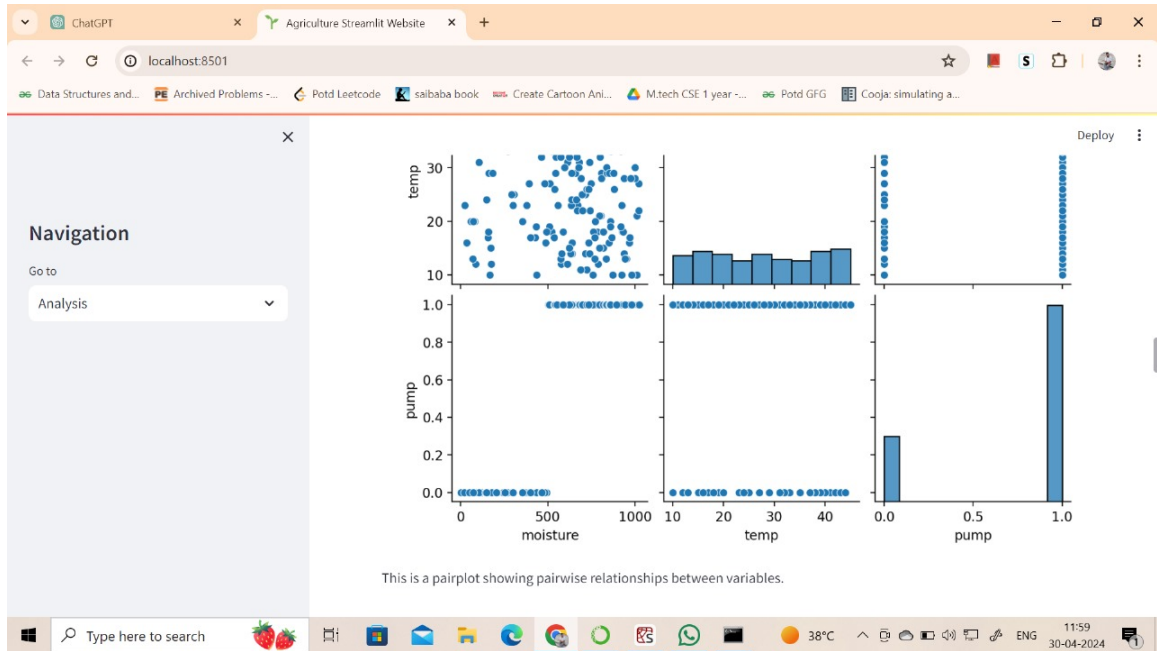 ChatGPT
Agriculture Streamlit Website
localhost:8501
S
Data Structures and...
PE Archived Problems -...
Potd Leetcode
saibaba book
Create Cartoon Ani...
M.tech CSE 1 year -...
Potd GFG
Cooja: simulating a...
Deploy
Navigation
Go to
Analysis
temp
30
20
10
pump
1.0
0.8
0.6
0.4
0.2
0.0
0 500 1000
moisture
10 20 30 40
temp
0.0 0.5 1.0
pump
This is a pairplot showing pairwise relationships between variables.
Type here to search
38°C
ENG
11:59
30-04-2024
1